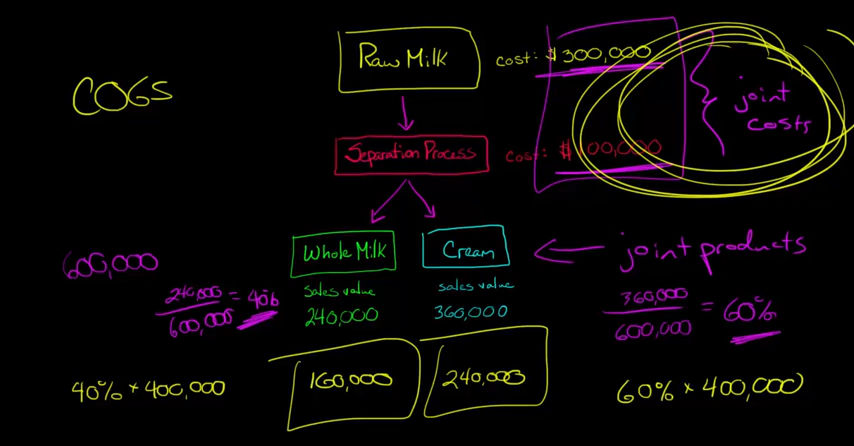 Raw Milk
cost: $300,000
COGS
joint
costs
Separation Process
cost: $100,000
Whole Milk
Cream
joint products
600,000
sales value
240,000
sales value
360,000
240,000
600,000
= 40%
360,000
600,000
= 60%
160,000
240,000
40% * 400,000
60% * 400,000